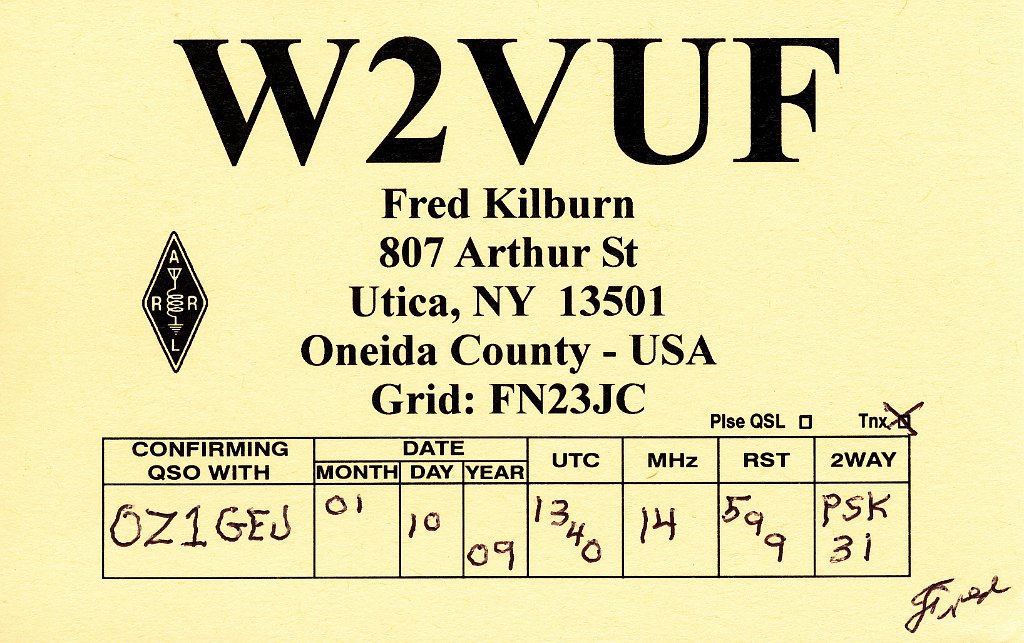 W2VUF
Fred Kilburn
807 Arthur St
Utica, NY 13501
Oneida County - USA
Grid: FN23JC
A
R R
L
Plse QSL Tnx
CONFIRMING QSO WITH
DATE
MONTH DAY YEAR
UTC MHz RST 2WAY
OZ1GEJ 01 10 09 1340 14 599 PSK 31
Fred